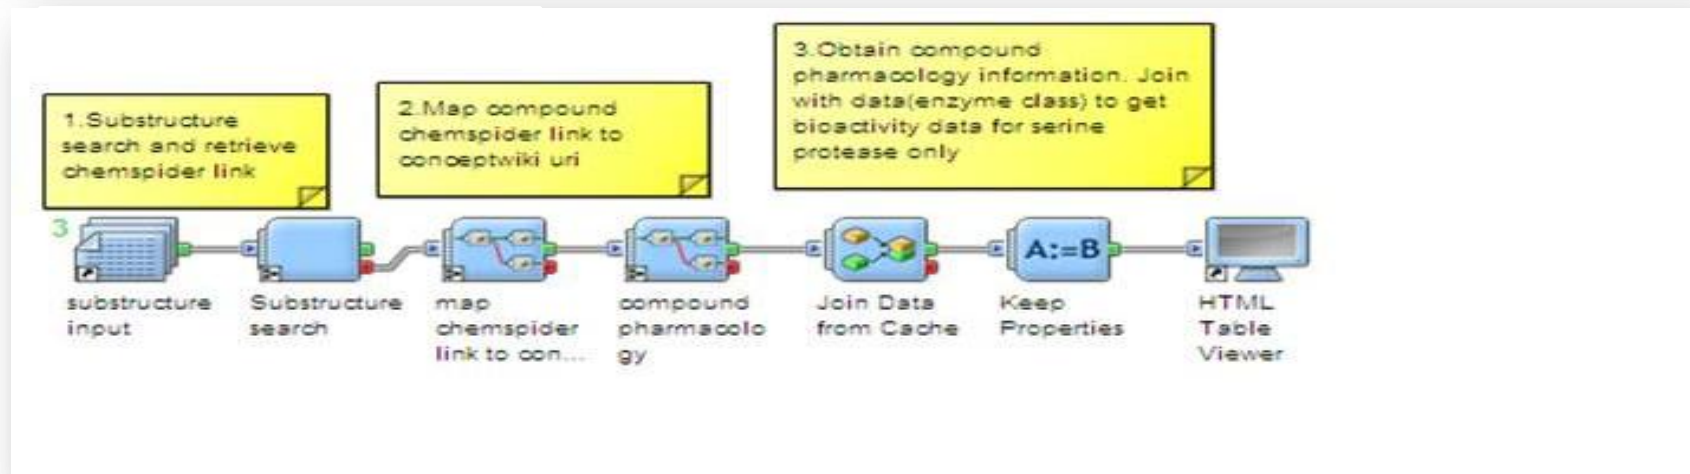 1.Substructure
search and retrieve
chemspider link
2.Map compound
chemspider link to
conceptwiki uri
3.Obtain compound
pharmacology information. Join
with data(enzyme class) to get
bioactivity data for serine
protease only
3
substructure
input
Substructure
search
map
chemspider
link to con...
compound
pharmacolo
gy
Join Data
from Cache
A:=B
Keep
Properties
HTML
Table
Viewer